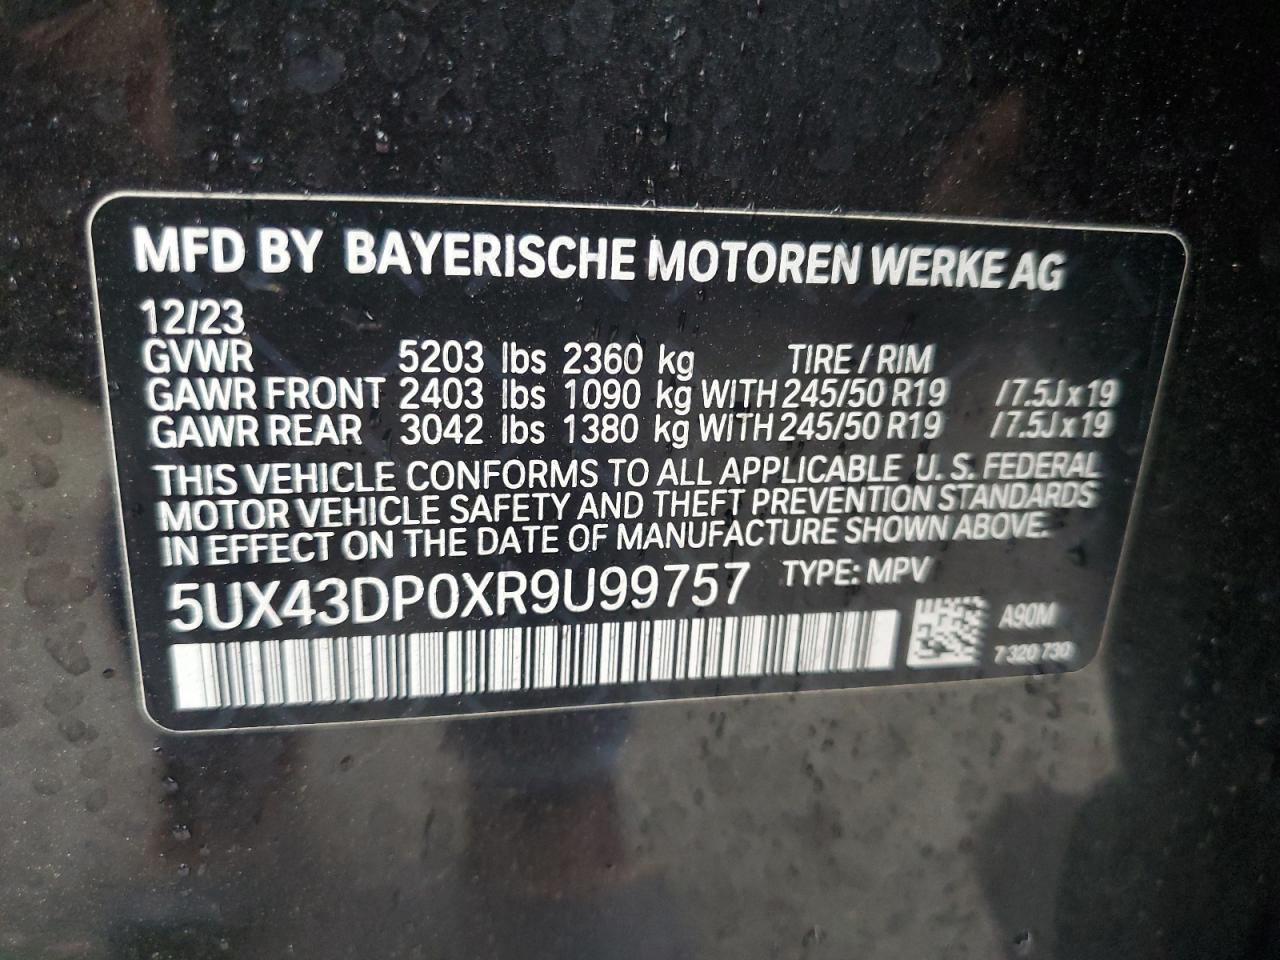 MFD BY BAYERISCHE MOTOREN WERKE AG
12/23
GVWR 5203 lbs 2360 kg TIRE / RIM
GAWR FRONT 2403 lbs 1090 kg WITH 245/50 R19 / 7.5J x 19
GAWR REAR 3042 lbs 1380 kg WITH 245/50 R19 / 7.5J x 19
THIS VEHICLE CONFORMS TO ALL APPLICABLE U. S. FEDERAL
MOTOR VEHICLE SAFETY AND THEFT PREVENTION STANDARDS
IN EFFECT ON THE DATE OF MANUFACTURE SHOWN ABOVE.
5UX43DP0XR9U99757 TYPE: MPV
A90M
7 320 730